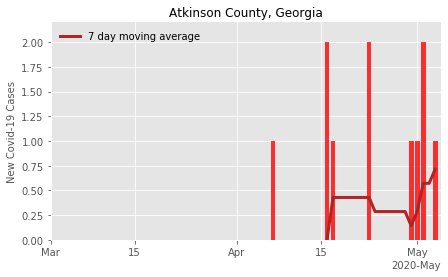 Atkinson County, Georgia
7 day moving average
New Covid-19 Cases
2.00
1.75
1.50
1.25
1.00
0.75
0.50
0.25
0.00
Mar
15
Apr
15
May
2020-May